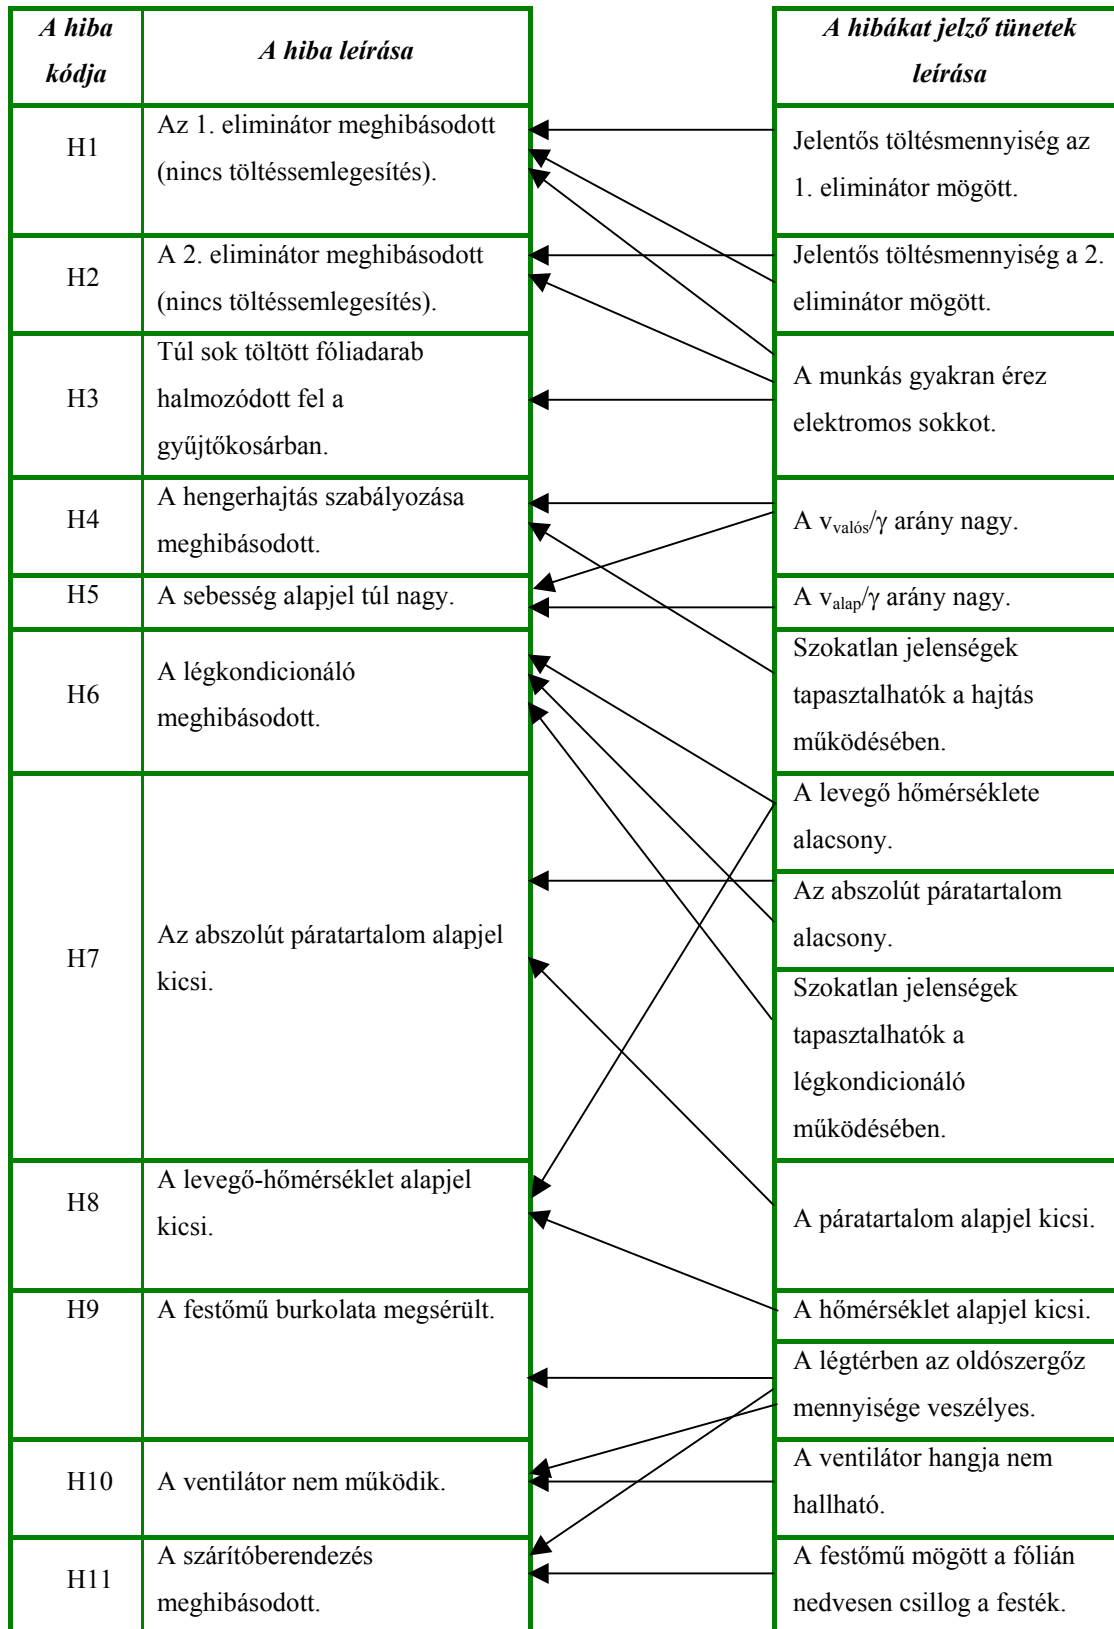 A hiba
kódja
A hiba leírása
A hibákat jelző tünetek
leírása
H1
Az 1. eliminátor meghibásodott
(nincs töltéssemlegesítés).
Jelentős töltésmennyiség az
1. eliminátor mögött.
H2
A 2. eliminátor meghibásodott
(nincs töltéssemlegesítés).
Jelentős töltésmennyiség a 2.
eliminátor mögött.
H3
Túl sok töltött fóliadarab
halmozódott fel a
gyűjtőkosárban.
A munkás gyakran érez
elektromos sokkot.
H4
A hengerhajtás szabályozása
meghibásodott.
A vvalós/γ arány nagy.
H5
A sebesség alapjel túl nagy.
A valap/γ arány nagy.
H6
A légkondicionáló
meghibásodott.
Szokatlan jelenségek
tapasztalhatók a hajtás
működésében.
H7
Az abszolút páratartalom alapjel
kicsi.
A levegő hőmérséklete
alacsony.
Az abszolút páratartalom
alacsony.
Szokatlan jelenségek
tapasztalhatók a
légkondicionáló
működésében.
H8
A levegő-hőmérséklet alapjel
kicsi.
A páratartalom alapjel kicsi.
H9
A festőmű burkolata megsérült.
A hőmérséklet alapjel kicsi.
A légtérben az oldószergőz
mennyisége veszélyes.
H10
A ventilátor nem működik.
A ventilátor hangja nem
hallható.
H11
A szárítóberendezés
meghibásodott.
A festőmű mögött a fólián
nedvesen csillog a festék.